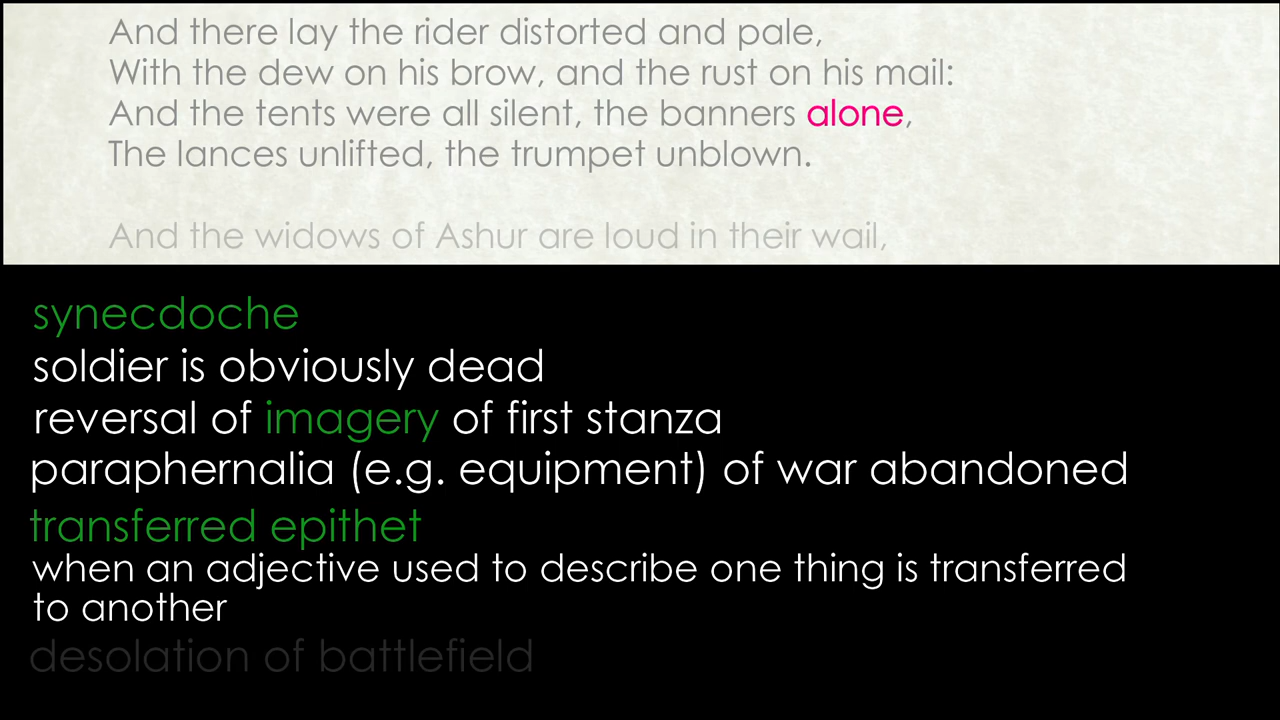 And there lay the rider distorted and pale,
With the dew on his brow, and the rust on his mail:
And the tents were all silent, the banners alone,
The lances unlifted, the trumpet unblown.
And the widows of Ashur are loud in their wail,
synecdoche
soldier is obviously dead
reversal of imagery of first stanza
paraphernalia (e.g. equipment) of war abandoned
transferred epithet
when an adjective used to describe one thing is transferred
to another
desolation of battlefield